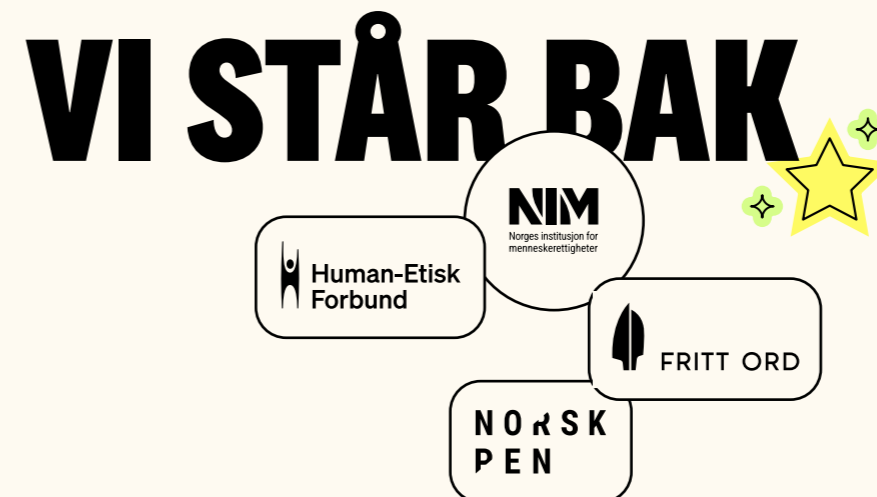 VI STÅR BAK
NIM
Norges institusjon for
menneskerettigheter
Human-Etisk
Forbund
FRITT ORD
NORSK
PEN